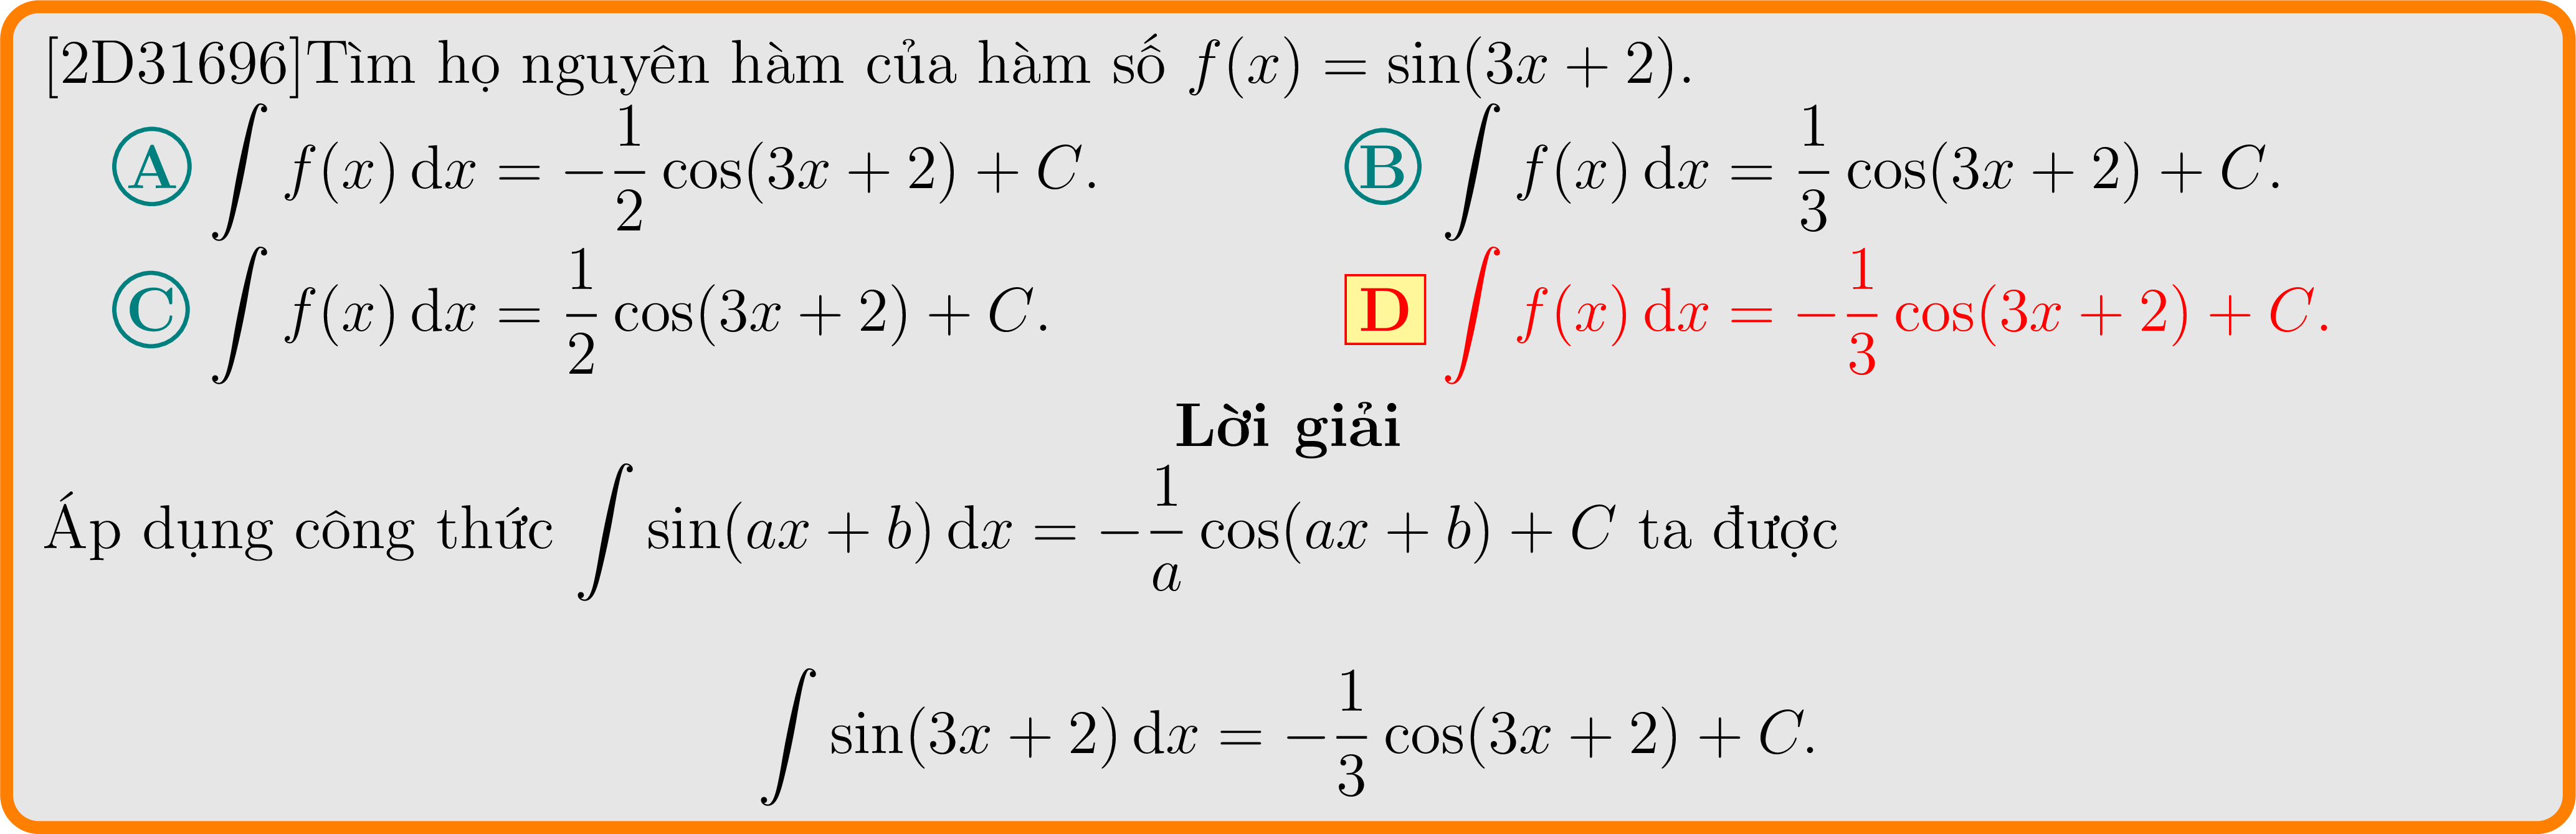 [2D31696]Tìm họ nguyên hàm của hàm số $f(x) = \sin(3x + 2)$.
A $\int f(x)\,\mathrm{d}x = -\frac{1}{2}\cos(3x + 2) + C$. B $\int f(x)\,\mathrm{d}x = \frac{1}{3}\cos(3x + 2) + C$.
C $\int f(x)\,\mathrm{d}x = \frac{1}{2}\cos(3x + 2) + C$. D $\int f(x)\,\mathrm{d}x = -\frac{1}{3}\cos(3x + 2) + C$.
Lời giải
Áp dụng công thức $\int \sin(ax + b)\,\mathrm{d}x = -\frac{1}{a}\cos(ax + b) + C$ ta được
$\int \sin(3x + 2)\,\mathrm{d}x = -\frac{1}{3}\cos(3x + 2) + C.$